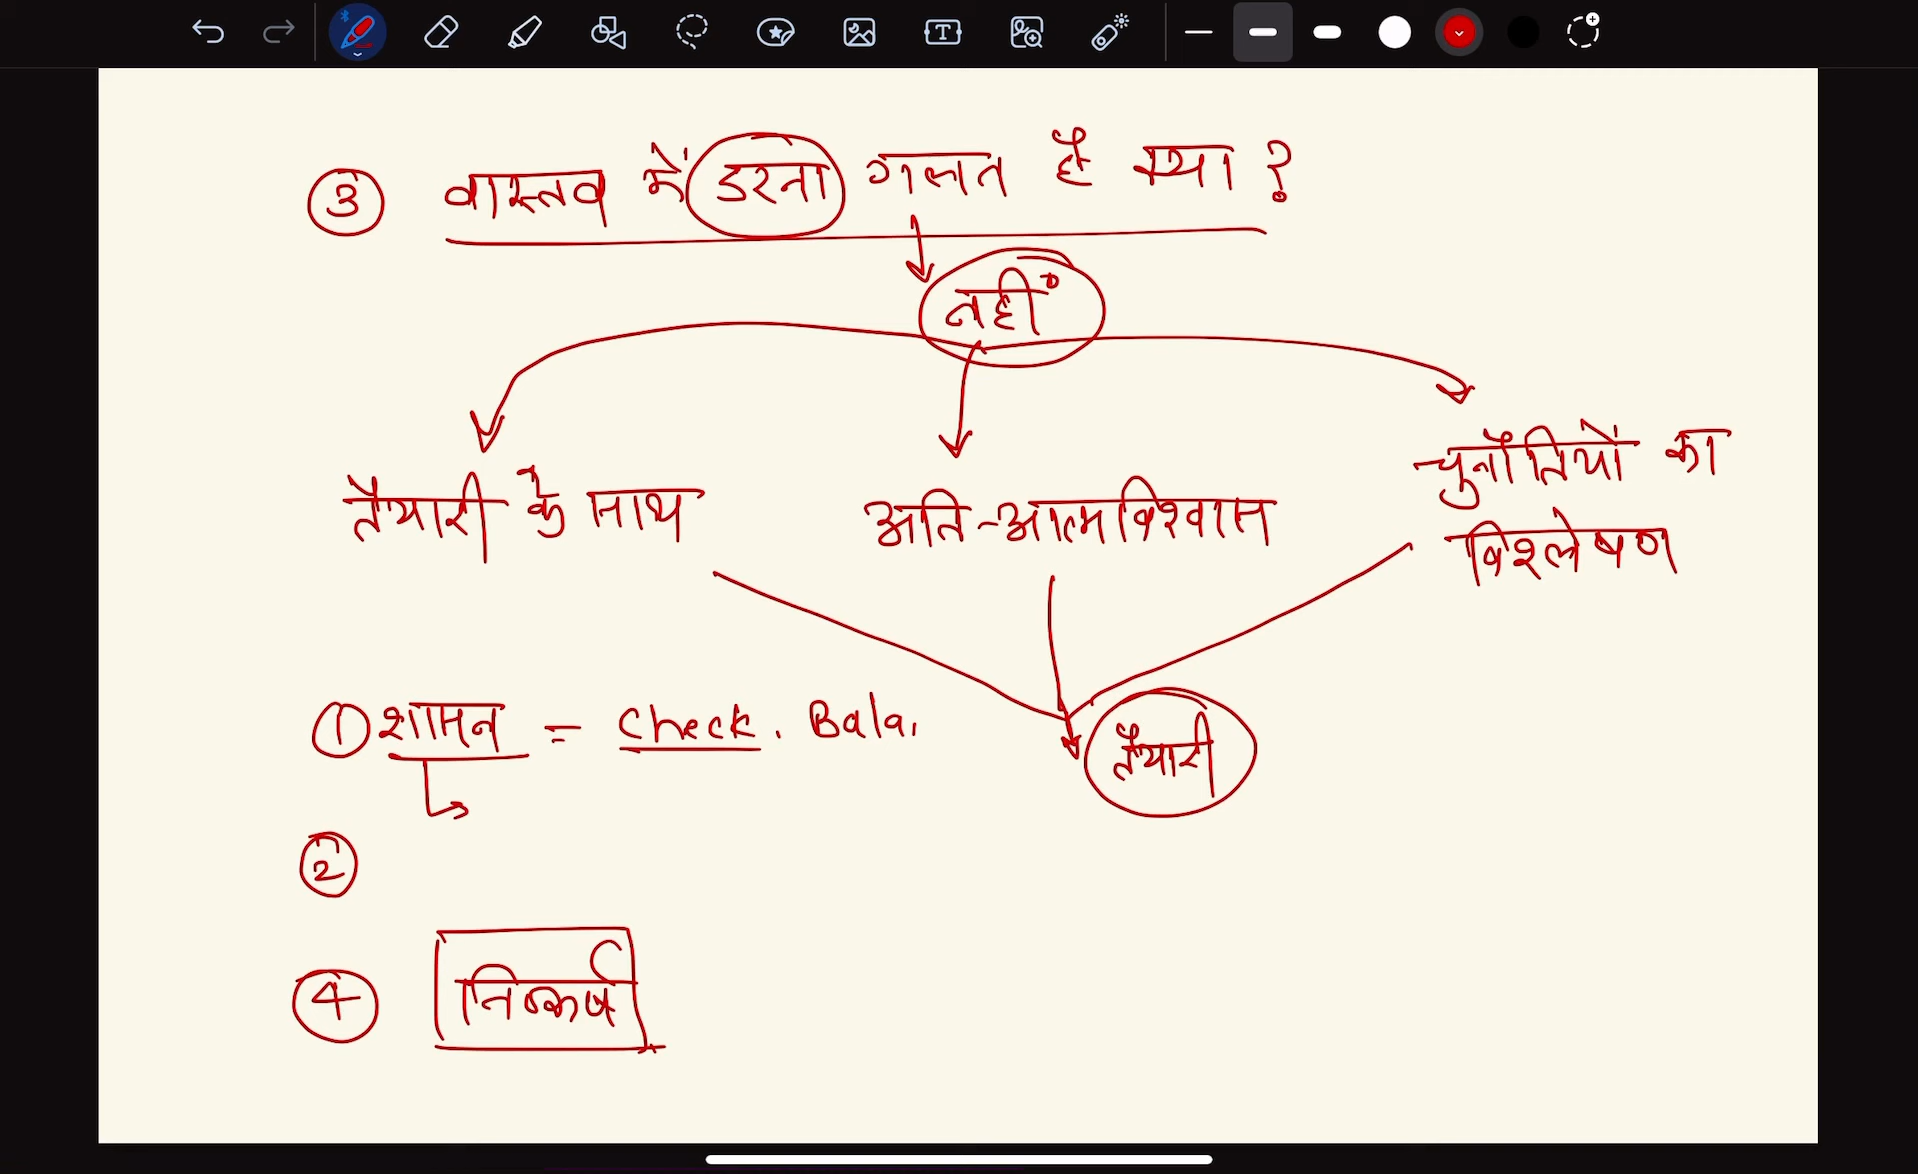 ③ वास्तव में डरना गलत है क्या ?
नहीं
तैयारी के साथ
अति-आत्मविश्वास
चुनौतियों का
विश्लेषण
① शासन = Check. Bala.
तैयारी
②
④ निष्कर्ष